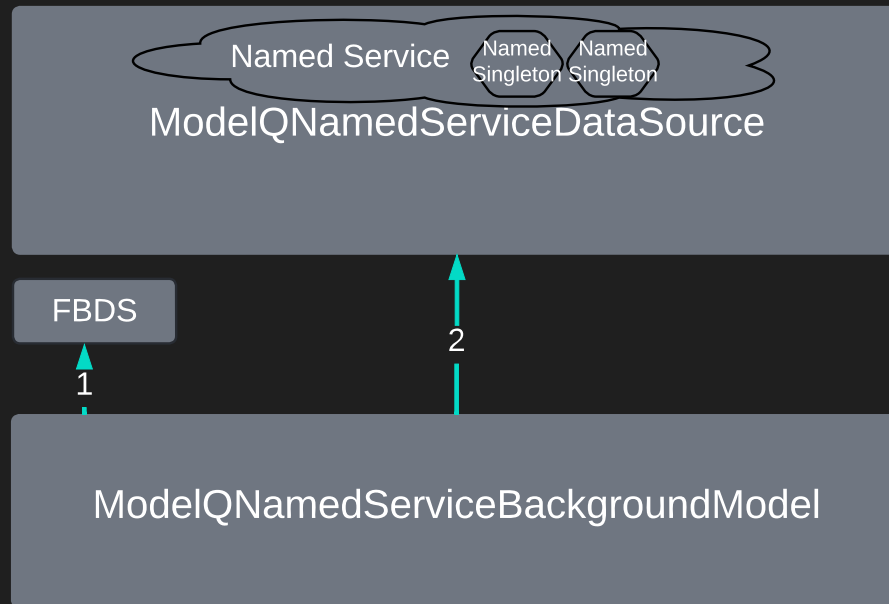 Named Service
Named
Singleton
Named
Singleton
ModelQNamedServiceDataSource
FBDS
2
1
ModelQNamedServiceBackgroundModel